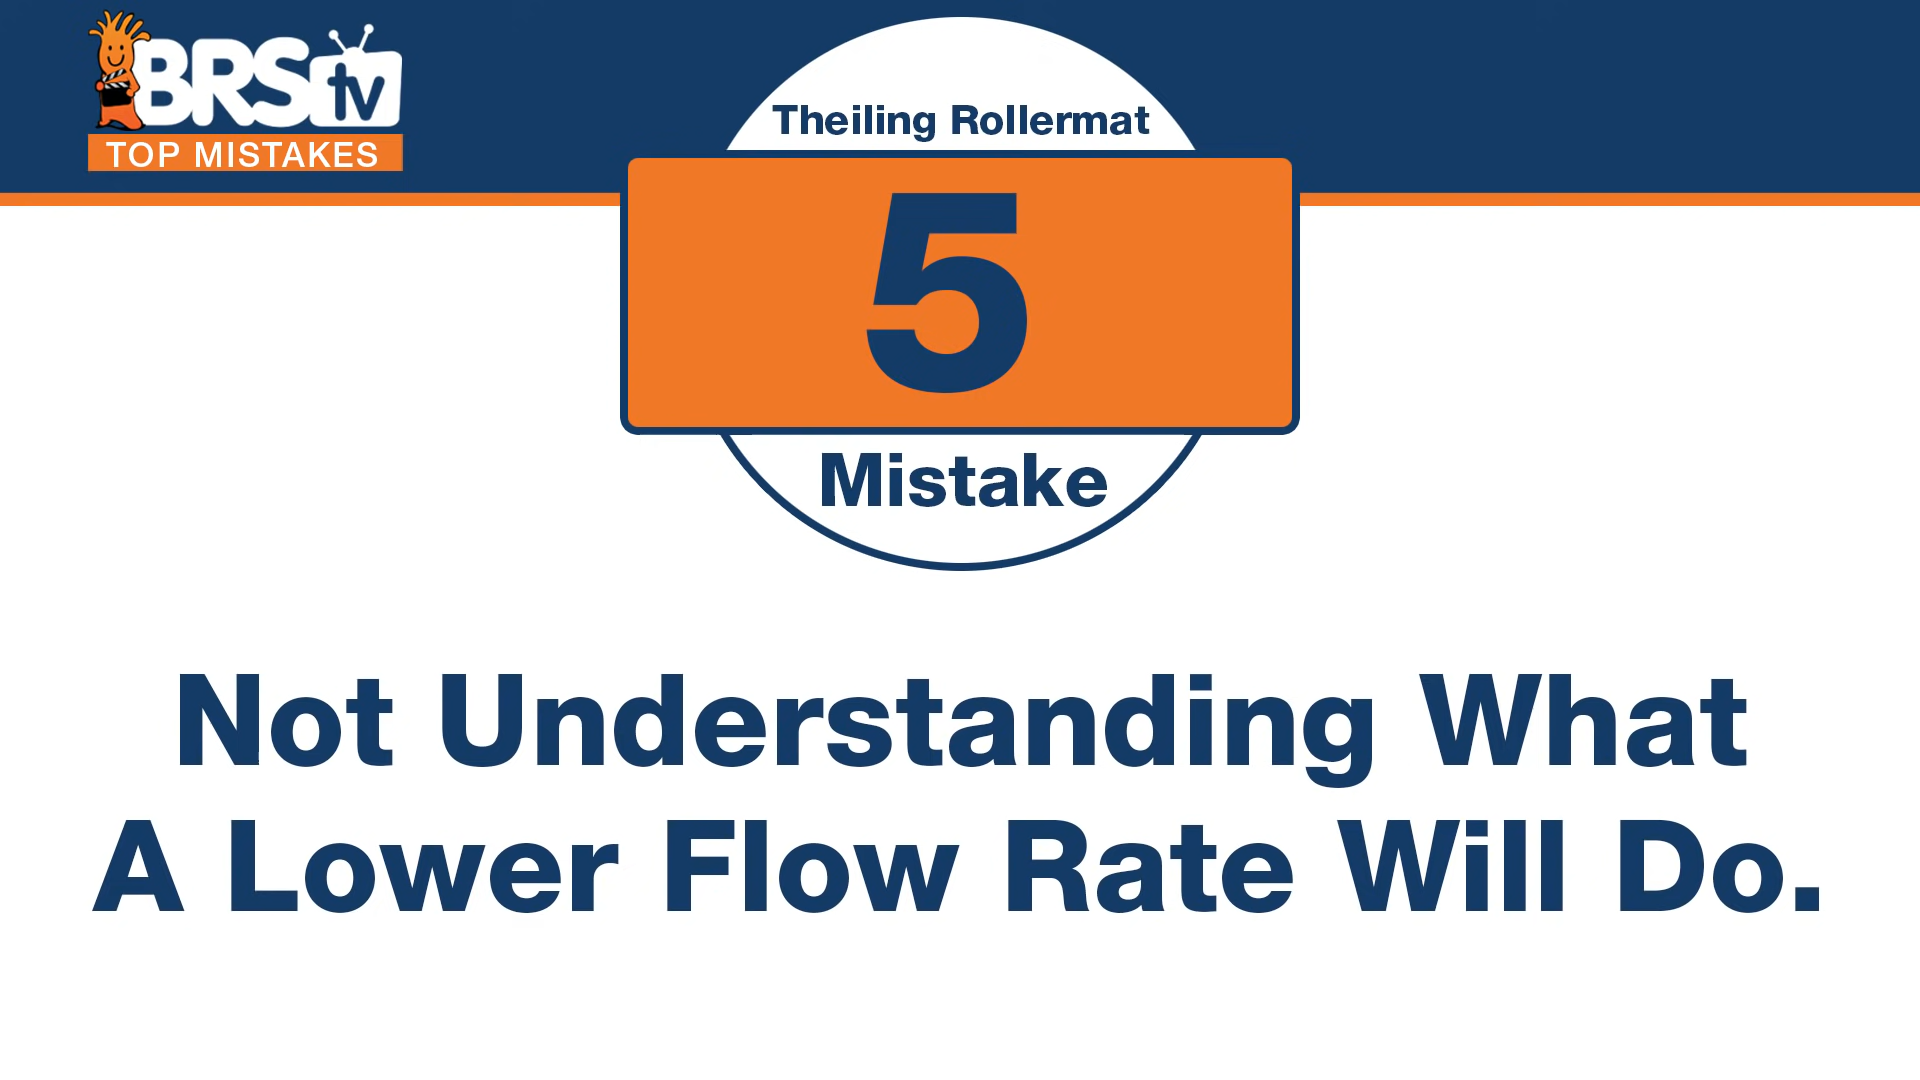 BRStv
TOP MISTAKES
Theiling Rollermat
5
Mistake
Not Understanding What
A Lower Flow Rate Will Do.